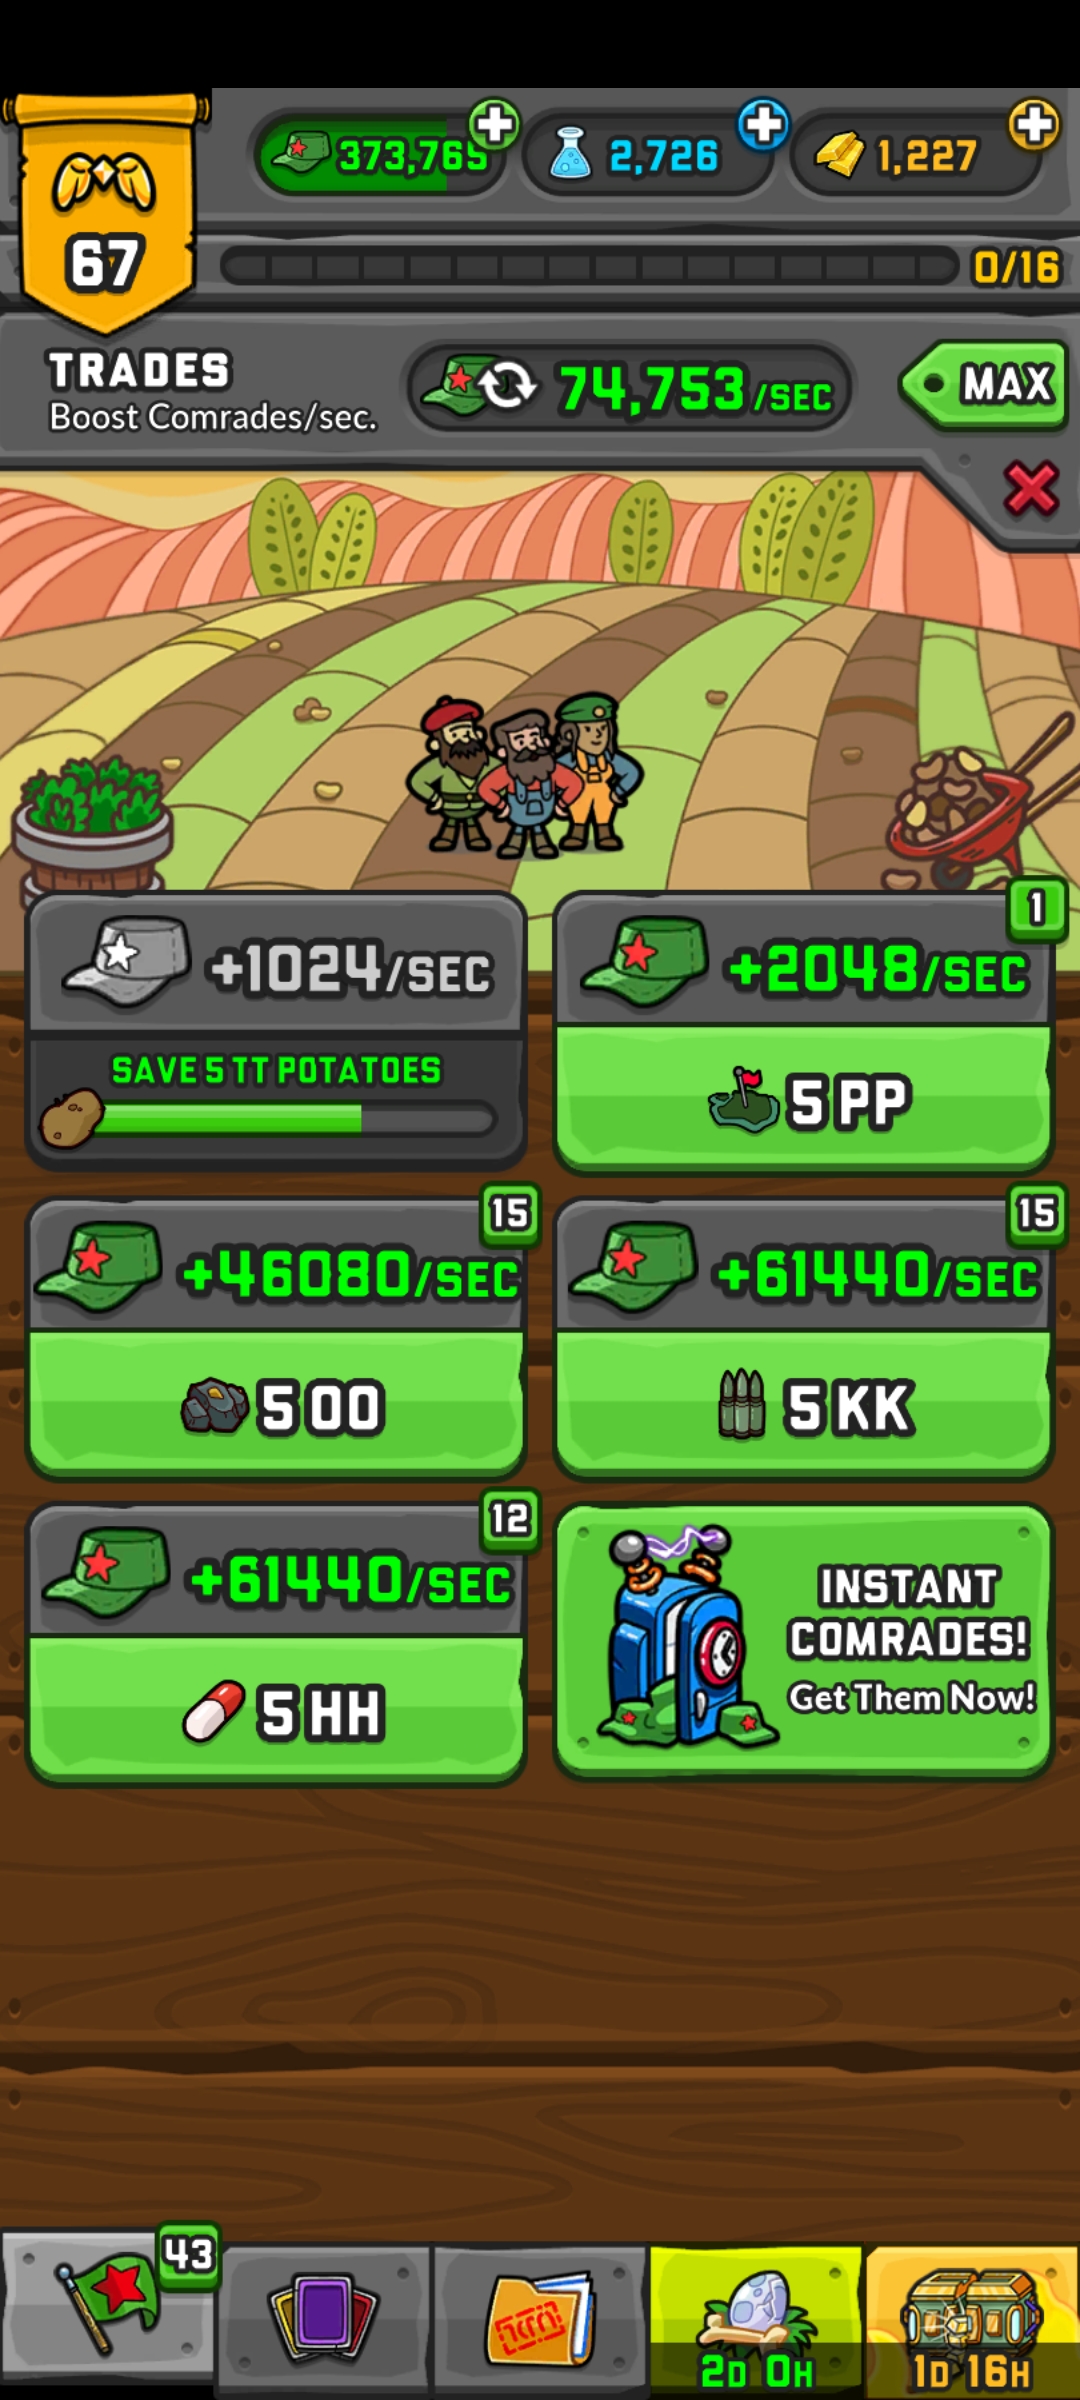 373,765
2,726
1,227
67
0/16
TRADES
Boost Comrades/sec.
74,753/SEC
MAX
+1024/SEC
SAVE 5 TT POTATOES
1
+2048/SEC
5 PP
15
+46080/SEC
5 OO
15
+61440/SEC
5 KK
12
+61440/SEC
5 HH
INSTANT
COMRADES!
Get Them Now!
43
2D 0H
1D 16H